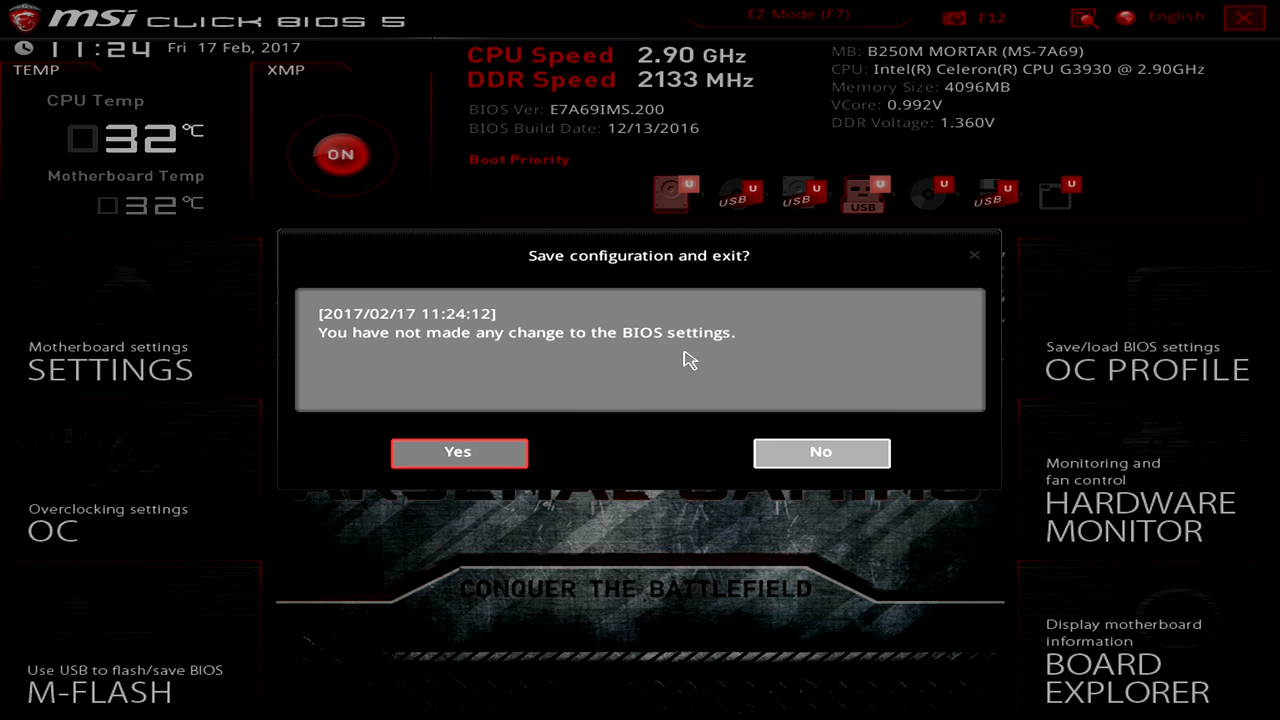 msi CLICK BIOS 5
EZ Mode (F7)
F12
English
11:24 Fri 17 Feb, 2017
TEMP
XMP
CPU Temp
32°C
Motherboard Temp
32°C
ON
CPU Speed 2.90 GHz
DDR Speed 2133 MHz
BIOS Ver: E7A69IMS.200
BIOS Build Date: 12/13/2016
MB: B250M MORTAR (MS-7A69)
CPU: Intel(R) Celeron(R) CPU G3930 @ 2.90GHz
Memory Size: 4096MB
VCore: 0.992V
DDR Voltage: 1.360V
Boot Priority
U
USB U
USB U
U USB
U
USB U
U
Save configuration and exit?
[2017/02/17 11:24:12]
You have not made any change to the BIOS settings.
Yes
No
Motherboard settings
SETTINGS
Overclocking settings
OC
Use USB to flash/save BIOS
M-FLASH
ARSENAL GAMING
CONQUER THE BATTLEFIELD
Save/load BIOS settings
OC PROFILE
Monitoring and
fan control
HARDWARE
MONITOR
Display motherboard
information
BOARD
EXPLORER